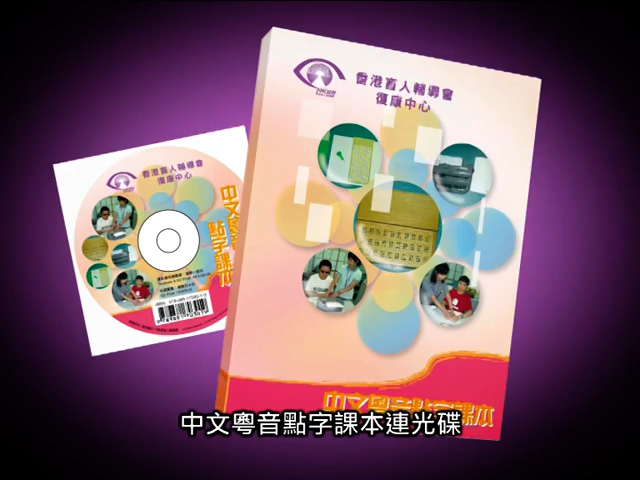 香港盲人輔導會
復康中心
香港盲人輔導會
復康中心
中文粵音
點字課本
中文粵音點字課本
中文粵音點字課本連光碟